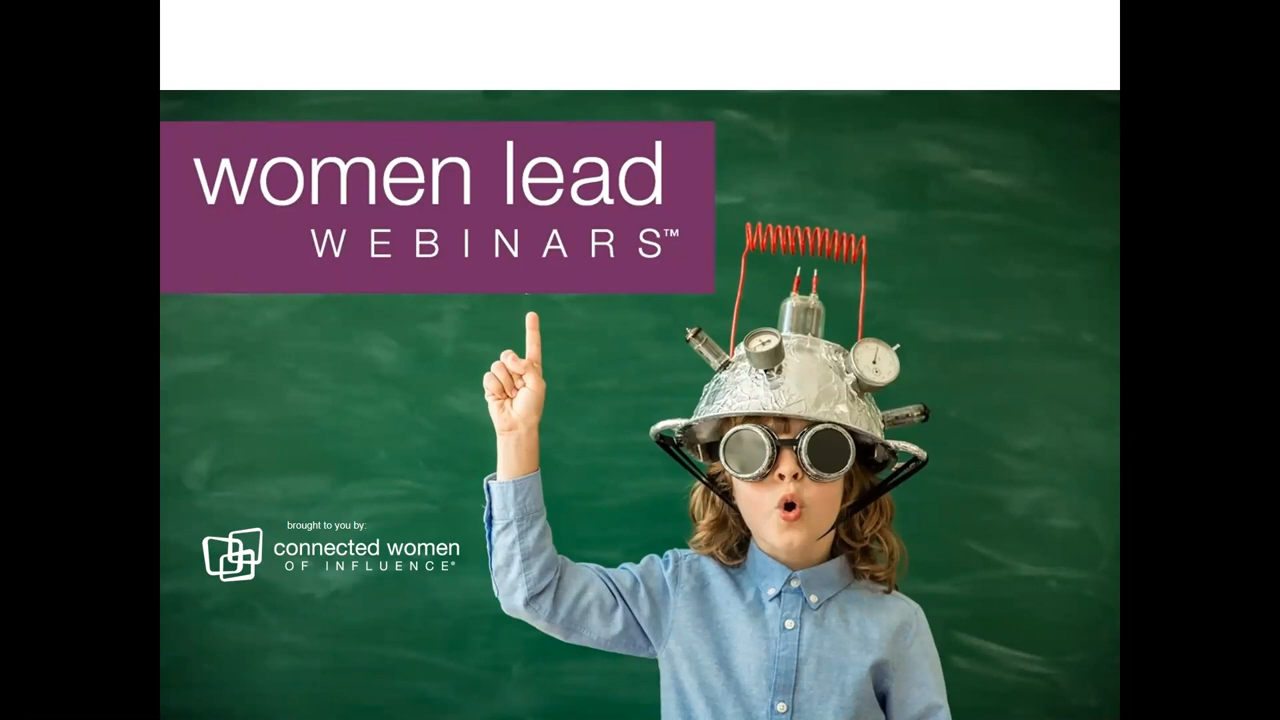 women lead
WEBINARS™
brought to you by:
connected women
OF INFLUENCE®